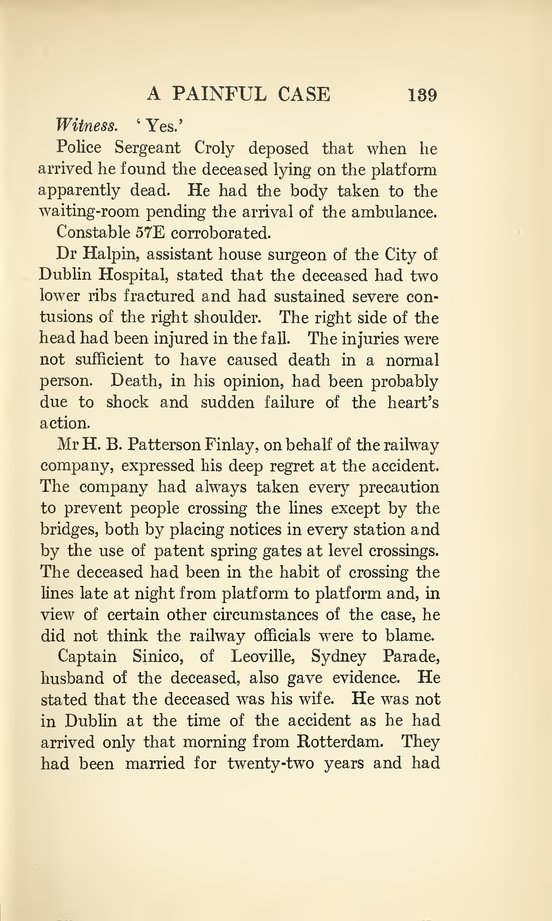 A PAINFUL CASE 139
Witness. ‘Yes.’
Police Sergeant Croly deposed that when he
arrived he found the deceased lying on the platform
apparently dead. He had the body taken to the
waiting-room pending the arrival of the ambulance.
Constable 57E corroborated.
Dr Halpin, assistant house surgeon of the City of
Dublin Hospital, stated that the deceased had two
lower ribs fractured and had sustained severe con-
tusions of the right shoulder. The right side of the
head had been injured in the fall. The injuries were
not sufficient to have caused death in a normal
person. Death, in his opinion, had been probably
due to shock and sudden failure of the heart’s
action.
Mr H. B. Patterson Finlay, on behalf of the railway
company, expressed his deep regret at the accident.
The company had always taken every precaution
to prevent people crossing the lines except by the
bridges, both by placing notices in every station and
by the use of patent spring gates at level crossings.
The deceased had been in the habit of crossing the
lines late at night from platform to platform and, in
view of certain other circumstances of the case, he
did not think the railway officials were to blame.
Captain Sinico, of Leoville, Sydney Parade,
husband of the deceased, also gave evidence. He
stated that the deceased was his wife. He was not
in Dublin at the time of the accident as he had
arrived only that morning from Rotterdam. They
had been married for twenty-two years and had